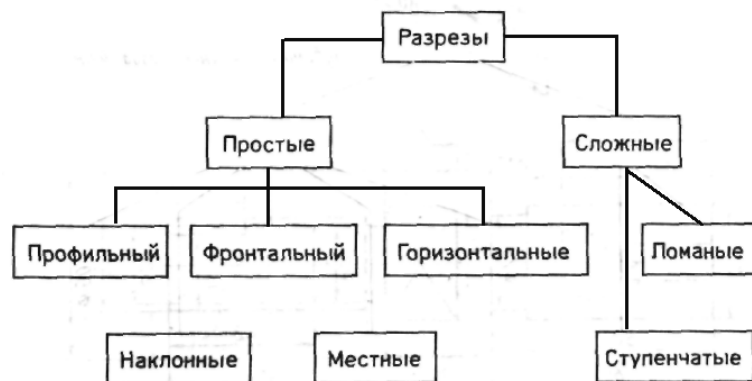 Разрезы
Простые
Сложные
Профильный
Фронтальный
Горизонтальные
Ломаные
Наклонные
Местные
Ступенчатые